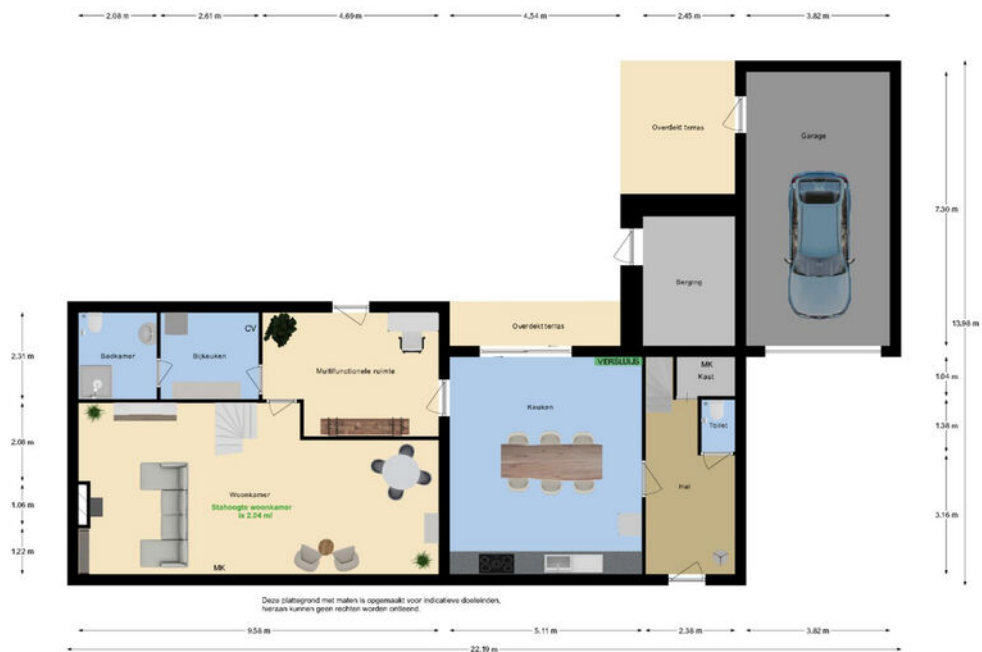 2.08 m
2.61 m
4.69 m
4.54 m
2.45 m
3.82 m
Overdekt terras
Garage
7.30 m
13.98 m
Berging
Overdekt terras
CV
2.31 m
Badkamer
Bijkeuken
Multifunctionele ruimte
VERSLUIJS
MK
Kast
1.04 m
Keuken
Toilet
1.38 m
2.06 m
Woonkamer
Stahoogte woonkamer
is 2.04 m!
Hal
1.06 m
3.16 m
1.22 m
MK
Deze plattegrond met maten is opgemaakt voor indicatieve doeleinden,
hieraan kunnen geen rechten worden ontleend.
9.58 m
5.11 m
2.38 m
3.82 m
22.19 m